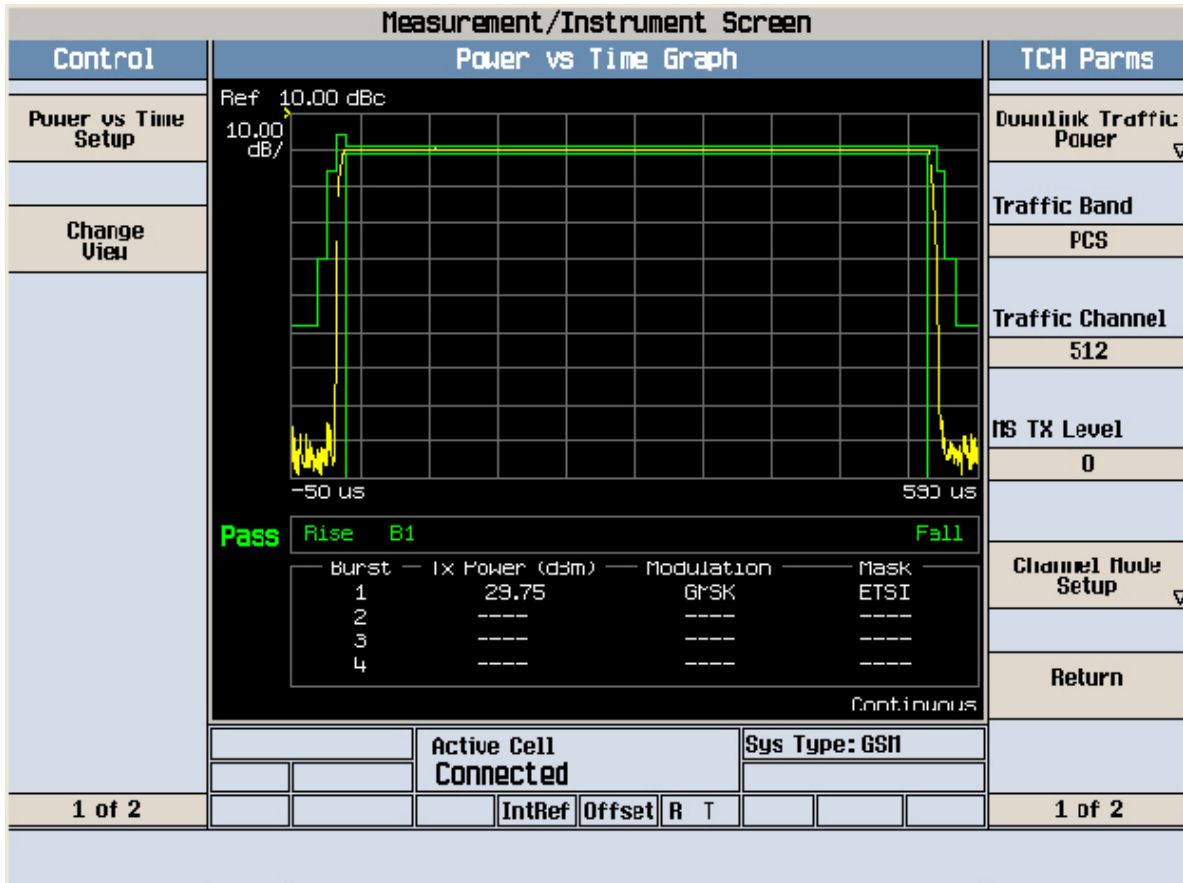 Measurement/Instrument Screen
Control
Power vs Time Graph
TCH Parms
Power vs Time
Setup
Change
View
1 of 2
Ref 10.00 dBc
10.00
dB/
-50 us
590 us
Pass
Rise B1 Fall
Burst Tx Power (dBm) Modulation Mask
1 29.75 GMSK ETSI
2 ---- ---- ----
3 ---- ---- ----
4 ---- ---- ----
Continuous
Active Cell
Connected
Sys Type: GSM
IntRef Offset R T
Downlink Traffic
Power
Traffic Band
PCS
Traffic Channel
512
MS TX Level
0
Channel Mode
Setup
Return
1 of 2